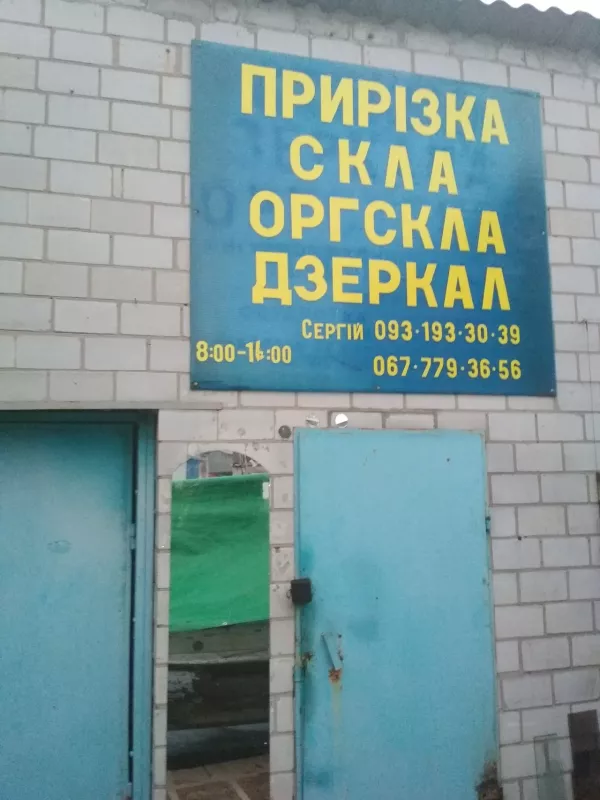 ПРИРІЗКА
СКЛА
ОРГСКЛА
ДЗЕРКАЛ
СЕРГІЙ 093·193·30·39
8:00-16:00 067·779·36·56